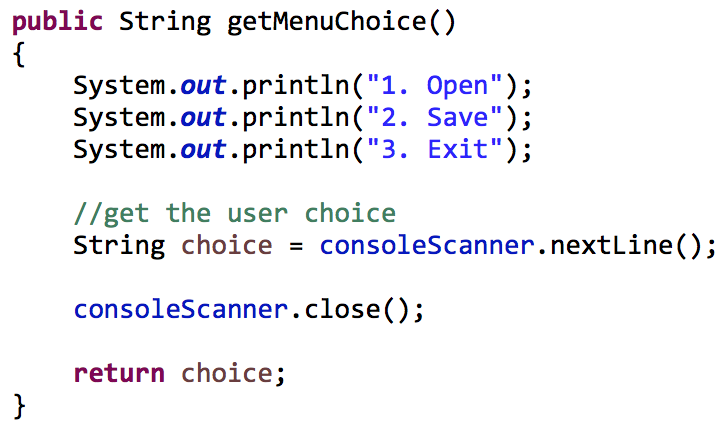 public String getMenuChoice()
{
System.out.println("1. Open");
System.out.println("2. Save");
System.out.println("3. Exit");
//get the user choice
String choice = consoleScanner.nextLine();
consoleScanner.close();
return choice;
}